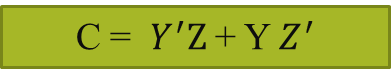 C = Y′Z + Y Z′